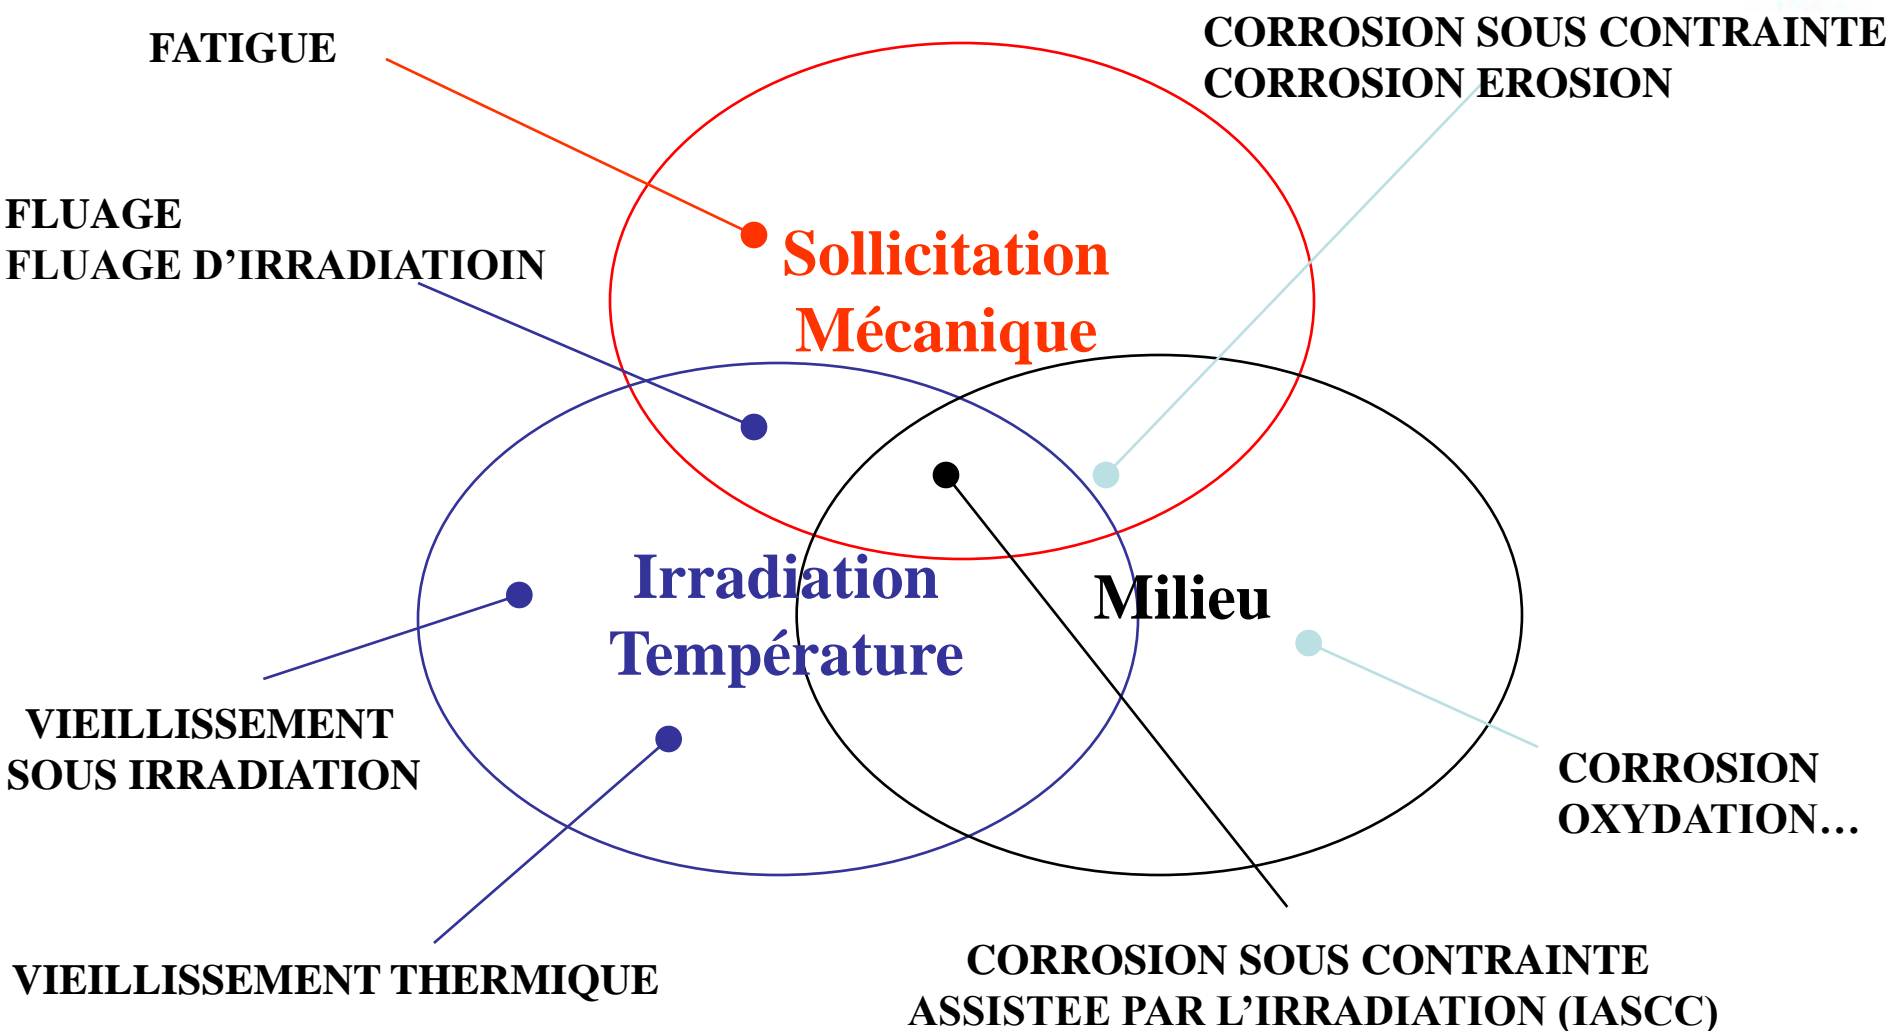 FATIGUE
CORROSION SOUS CONTRAINTE
CORROSION EROSION
FLUAGE
FLUAGE D’IRRADIATIOIN
Sollicitation
Mécanique
Irradiation
Température
Milieu
VIEILLISSEMENT
SOUS IRRADIATION
CORROSION
OXYDATION…
VIEILLISSEMENT THERMIQUE
CORROSION SOUS CONTRAINTE
ASSISTEE PAR L’IRRADIATION (IASCC)